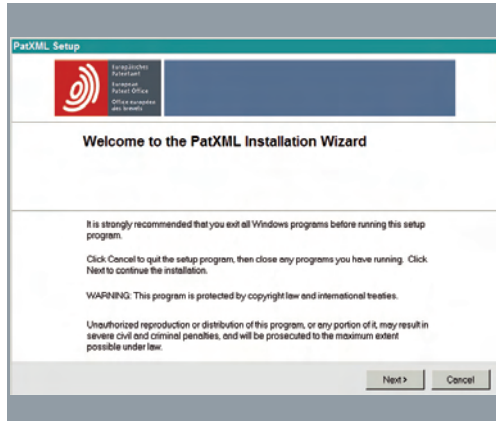 PatXML Setup
Europäisches
Patentamt
European
Patent Office
Office européen
des brevets
Welcome to the PatXML Installation Wizard
It is strongly recommended that you exit all Windows programs before running this setup
program.
Click Cancel to quit the setup program, then close any programs you have running. Click
Next to continue the installation.
WARNING: This program is protected by copyright law and international treaties.
Unauthorized reproduction or distribution of this program, or any portion of it, may result in
severe civil and criminal penalties, and will be prosecuted to the maximum extent
possible under law.
Next >
Cancel